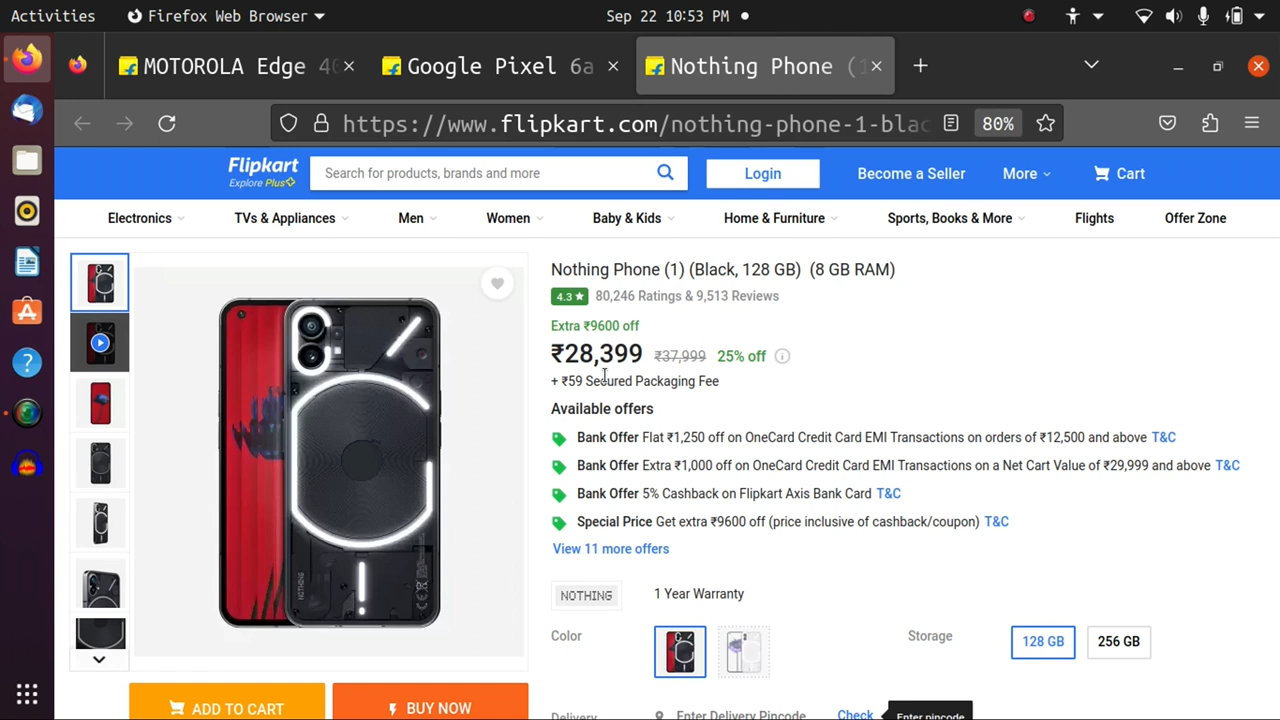 Activities Firefox Web Browser Sep 22 10:53 PM
MOTOROLA Edge 40 Google Pixel 6a Nothing Phone (1
https://www.flipkart.com/nothing-phone-1-blac 80%
Flipkart Search for products, brands and more Login Become a Seller More Cart
Explore Plus
Electronics TVs & Appliances Men Women Baby & Kids Home & Furniture Sports, Books & More Flights Offer Zone
Nothing Phone (1) (Black, 128 GB) (8 GB RAM)
4.3 ★ 80,246 Ratings & 9,513 Reviews
Extra ₹9600 off
₹28,399 ₹37,999 25% off
+ ₹59 Secured Packaging Fee
Available offers
Bank Offer Flat ₹1,250 off on OneCard Credit Card EMI Transactions on orders of ₹12,500 and above T&C
Bank Offer Extra ₹1,000 off on OneCard Credit Card EMI Transactions on a Net Cart Value of ₹29,999 and above T&C
Bank Offer 5% Cashback on Flipkart Axis Bank Card T&C
Special Price Get extra ₹9600 off (price inclusive of cashback/coupon) T&C
View 11 more offers
NOTHING 1 Year Warranty
Color Storage 128 GB 256 GB
ADD TO CART BUY NOW
Delivery Enter Delivery Pincode Check Enter pincode